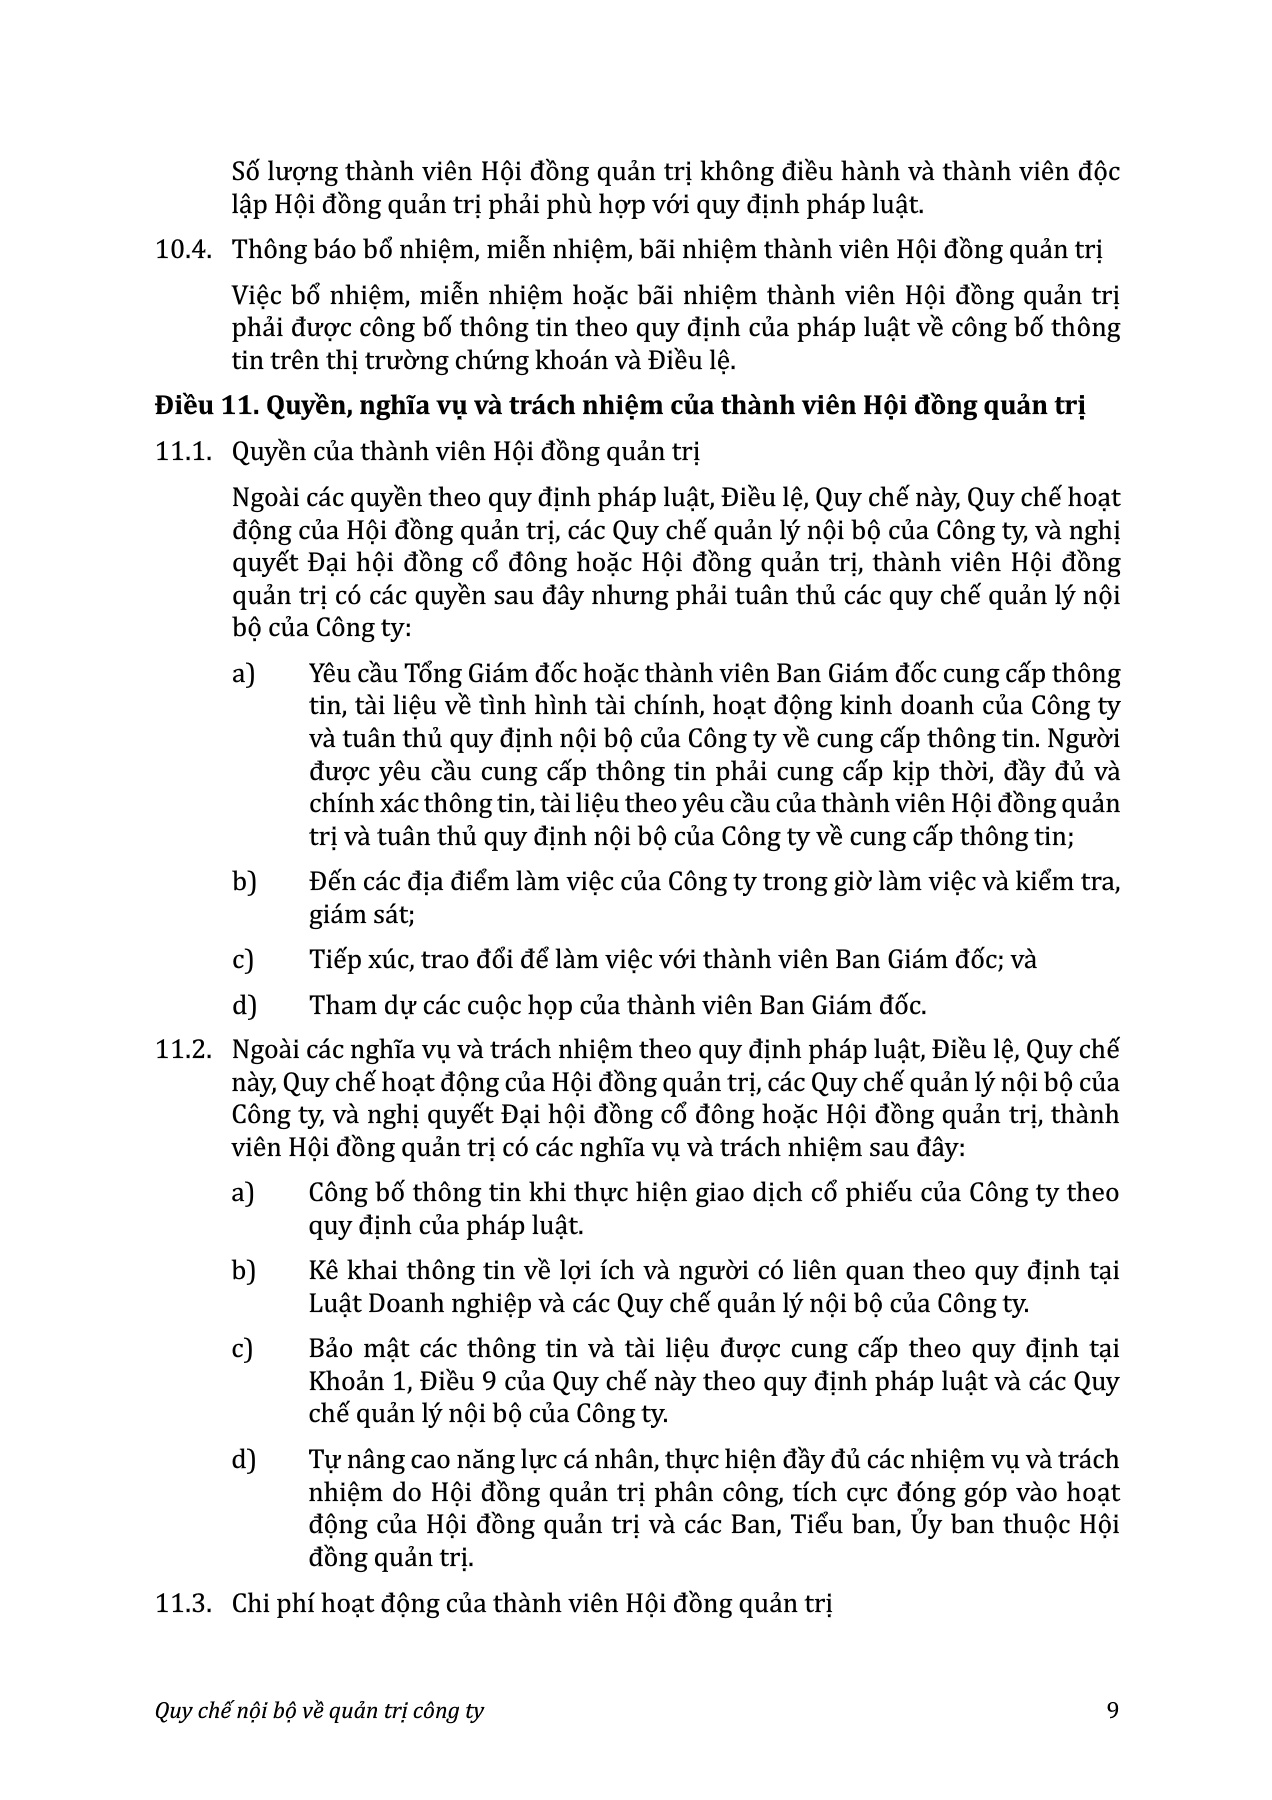 Số lượng thành viên Hội đồng quản trị không điều hành và thành viên độc
lập Hội đồng quản trị phải phù hợp với quy định pháp luật.
10.4. Thông báo bổ nhiệm, miễn nhiệm, bãi nhiệm thành viên Hội đồng quản trị
Việc bổ nhiệm, miễn nhiệm hoặc bãi nhiệm thành viên Hội đồng quản trị
phải được công bố thông tin theo quy định của pháp luật về công bố thông
tin trên thị trường chứng khoán và Điều lệ.
Điều 11. Quyền, nghĩa vụ và trách nhiệm của thành viên Hội đồng quản trị
11.1. Quyền của thành viên Hội đồng quản trị
Ngoài các quyền theo quy định pháp luật, Điều lệ, Quy chế này, Quy chế hoạt
động của Hội đồng quản trị, các Quy chế quản lý nội bộ của Công ty, và nghị
quyết Đại hội đồng cổ đông hoặc Hội đồng quản trị, thành viên Hội đồng
quản trị có các quyền sau đây nhưng phải tuân thủ các quy chế quản lý nội
bộ của Công ty:
a) Yêu cầu Tổng Giám đốc hoặc thành viên Ban Giám đốc cung cấp thông
tin, tài liệu về tình hình tài chính, hoạt động kinh doanh của Công ty
và tuân thủ quy định nội bộ của Công ty về cung cấp thông tin. Người
được yêu cầu cung cấp thông tin phải cung cấp kịp thời, đầy đủ và
chính xác thông tin, tài liệu theo yêu cầu của thành viên Hội đồng quản
trị và tuân thủ quy định nội bộ của Công ty về cung cấp thông tin;
b) Đến các địa điểm làm việc của Công ty trong giờ làm việc và kiểm tra,
giám sát;
c) Tiếp xúc, trao đổi để làm việc với thành viên Ban Giám đốc; và
d) Tham dự các cuộc họp của thành viên Ban Giám đốc.
11.2. Ngoài các nghĩa vụ và trách nhiệm theo quy định pháp luật, Điều lệ, Quy chế
này, Quy chế hoạt động của Hội đồng quản trị, các Quy chế quản lý nội bộ của
Công ty, và nghị quyết Đại hội đồng cổ đông hoặc Hội đồng quản trị, thành
viên Hội đồng quản trị có các nghĩa vụ và trách nhiệm sau đây:
a) Công bố thông tin khi thực hiện giao dịch cổ phiếu của Công ty theo
quy định của pháp luật.
b) Kê khai thông tin về lợi ích và người có liên quan theo quy định tại
Luật Doanh nghiệp và các Quy chế quản lý nội bộ của Công ty.
c) Bảo mật các thông tin và tài liệu được cung cấp theo quy định tại
Khoản 1, Điều 9 của Quy chế này theo quy định pháp luật và các Quy
chế quản lý nội bộ của Công ty.
d) Tự nâng cao năng lực cá nhân, thực hiện đầy đủ các nhiệm vụ và trách
nhiệm do Hội đồng quản trị phân công, tích cực đóng góp vào hoạt
động của Hội đồng quản trị và các Ban, Tiểu ban, Ủy ban thuộc Hội
đồng quản trị.
11.3. Chi phí hoạt động của thành viên Hội đồng quản trị
Quy chế nội bộ về quản trị công ty 9